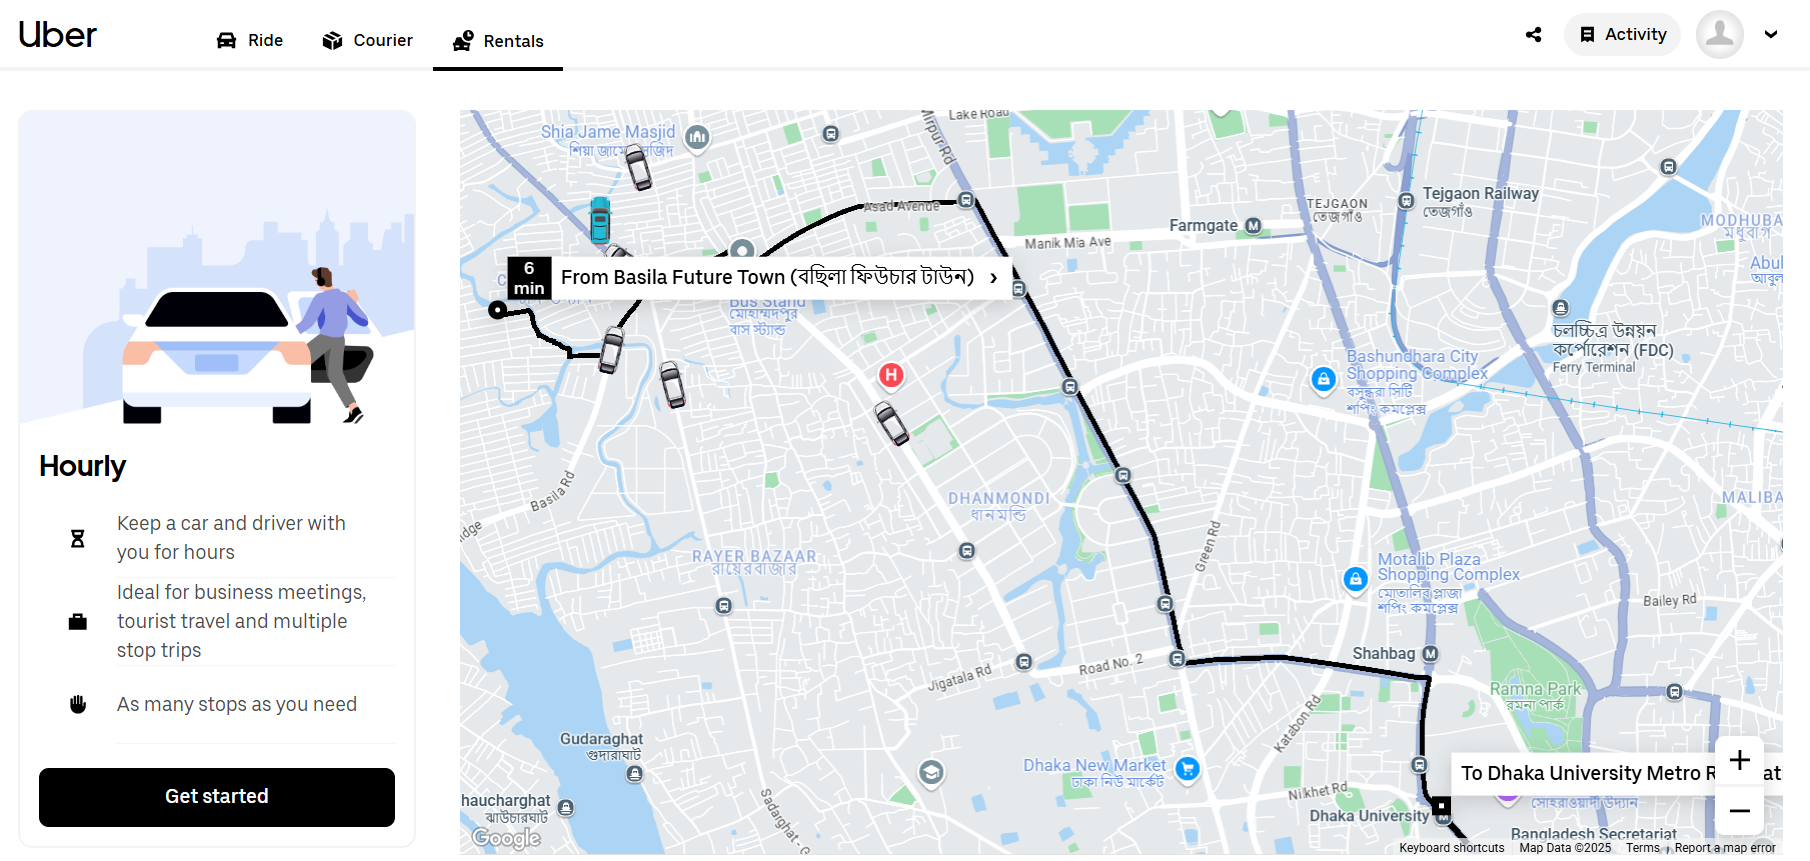 Uber
Ride
Courier
Rentals
Activity
Hourly
Keep a car and driver with
you for hours
Ideal for business meetings,
tourist travel and multiple
stop trips
As many stops as you need
Get started
Lake Road
Mirpur Rd
Shia Jame Masjid
শিয়া জামে
Asad Avenue
TEJGAON
তেজগাঁও
Tejgaon Railway
তেজগাঁও
Farmgate
MODHUBA
মধুবাগ
Manik Mia Ave
Abul
আবুল
6
min
From Basila Future Town (বছিলা ফিউচার টাউন)
Bus Stand
মোহাম্মদপুর
বাস স্ট্যান্ড
চলচ্চিত্র উন্নয়ন
কর্পোরেশন (FDC)
Ferry Terminal
Bashundhara City
Shopping Complex
বসুন্ধরা সিটি
শপিং কমপ্লেক্স
H
Basila Rd
idge
DHANMONDI
ধানমন্ডি
MALIBA
Green Rd
RAYER BAZAAR
রায়েরবাজার
Motalib Plaza
Shopping Complex
মোতালিব প্লাজা
শপিং কমপ্লেক্স
Bailey Rd
Shahbag
Road No. 2
Jigatala Rd
Ramna Park
রমনা পার্ক
Katabon Rd
Gudaraghat
গুদারাঘাট
Dhaka New Market
ঢাকা নিউ মার্কেট
To Dhaka University Metro R
Nilkhet Rd
সোহরাওয়ার্দী উদ্যান
haucharghat
ঝাউচারঘাট
Sadarghat - G
Dhaka University
Bangladesh Secretariat
Google
Keyboard shortcuts
Map Data ©2025
Terms
Report a map error